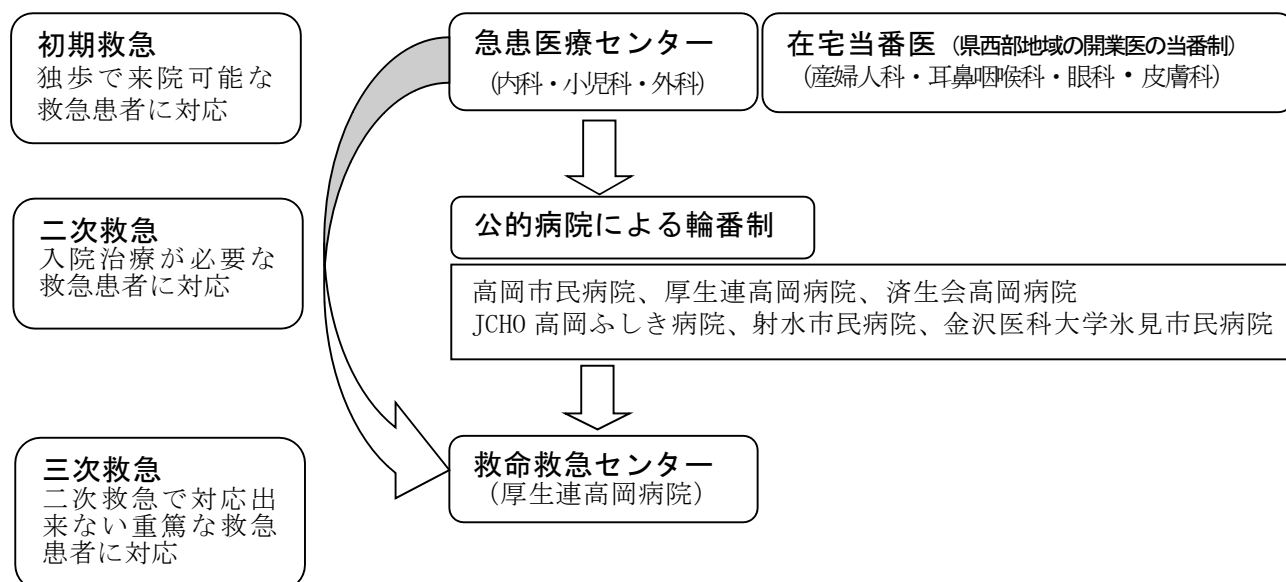 初期救急
独歩で来院可能な
救急患者に対応
急患医療センター
(内科・小児科・外科)
在宅当番医(県西部地域の開業医の当番制)
(産婦人科・耳鼻咽喉科・眼科・皮膚科)
二次救急
入院治療が必要な
救急患者に対応
公的病院による輪番制
高岡市民病院、厚生連高岡病院、済生会高岡病院
JCHO高岡ふしき病院、射水市民病院、金沢医科大学氷見市民病院
三次救急
二次救急で対応出
来ない重篤な救急
患者に対応
救命救急センター
(厚生連高岡病院)